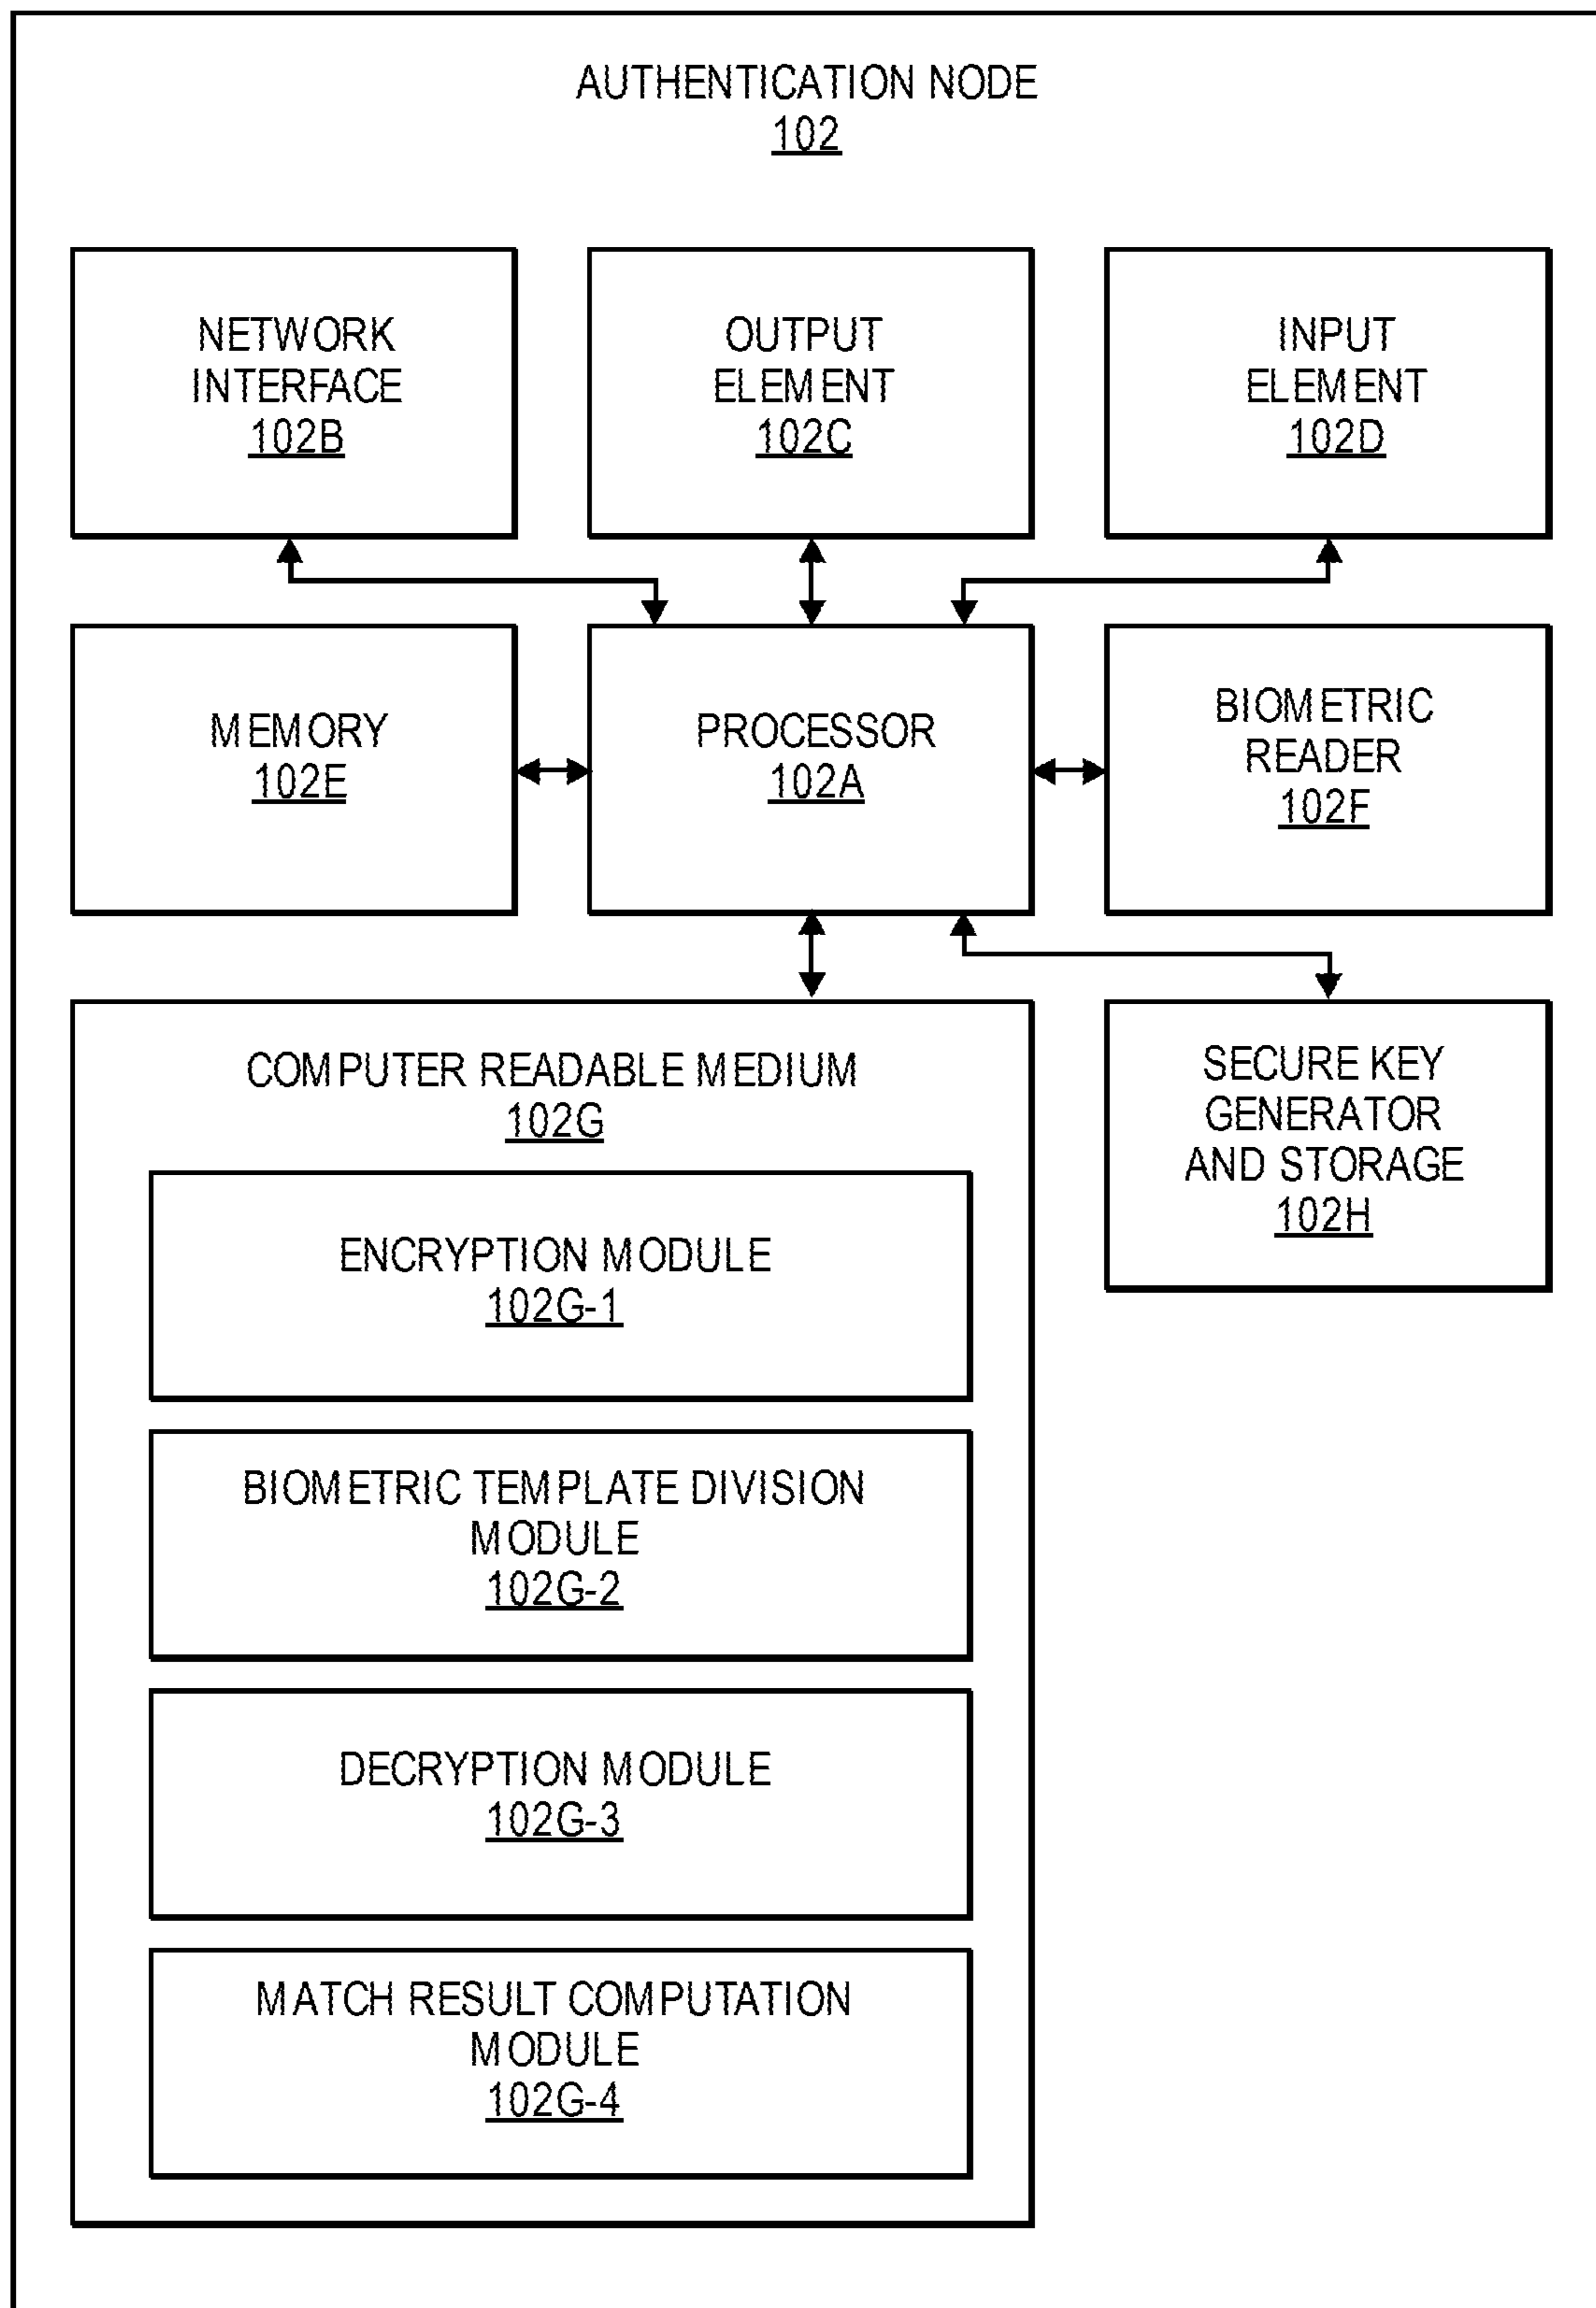 AUTHENTICATION NODE
102
NETWORK
INTERFACE
102B
OUTPUT
ELEMENT
102C
INPUT
ELEMENT
102D
MEMORY
102E
PROCESSOR
102A
BIOMETRIC
READER
102F
COMPUTER READABLE MEDIUM
102G
ENCRYPTION MODULE
102G-1
BIOMETRIC TEMPLATE DIVISION
MODULE
102G-2
DECRYPTION MODULE
102G-3
MATCH RESULT COMPUTATION
MODULE
102G-4
SECURE KEY
GENERATOR
AND STORAGE
102H